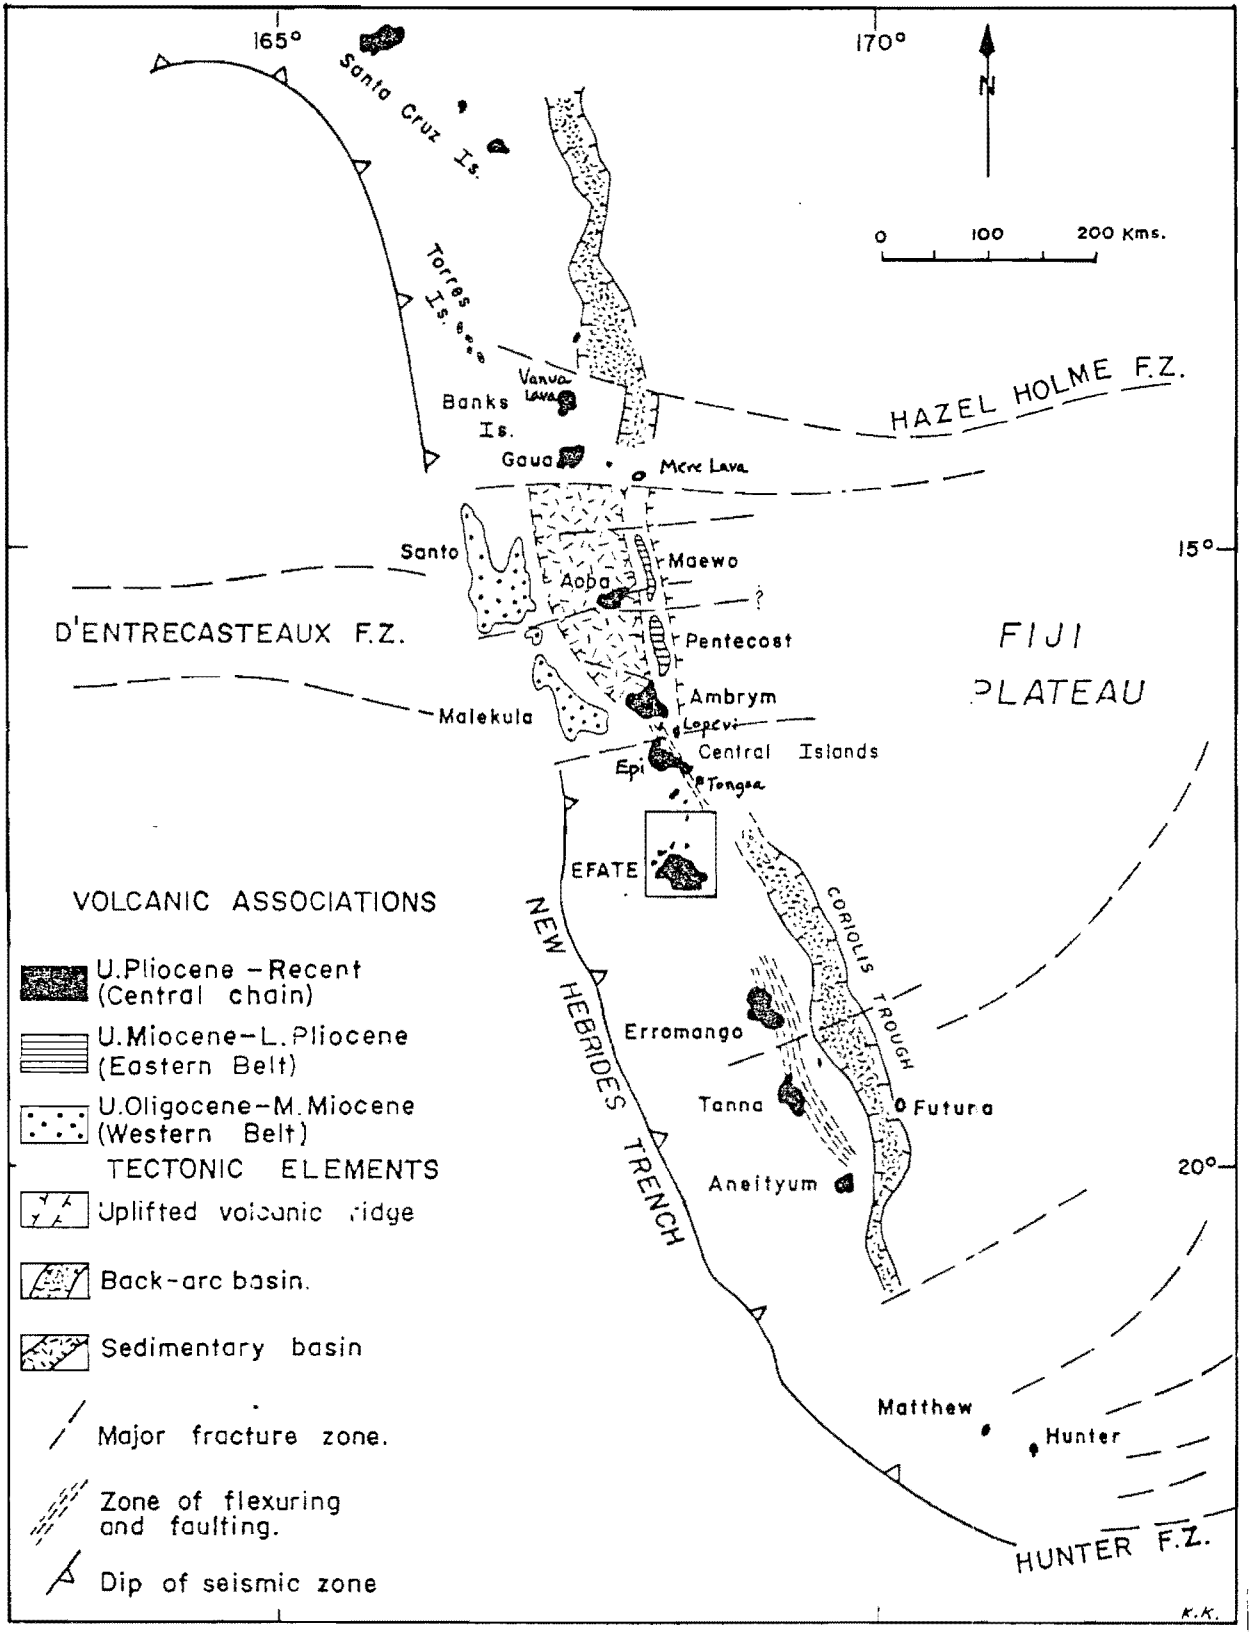 165°
170°
N
Santa Cruz Is.
0 100 200 Kms.
Torres
Is.
HAZEL HOLME F.Z.
Vanua
Lava
Banks
Is.
Gaua
Mere Lava
Santo
Maewo
15°
Aoba
?
D'ENTRECASTEAUX F.Z.
Pentecost
FIJI
PLATEAU
Ambrym
Malekula
Lopevi
Central Islands
Epi
Tongoa
EFATE
VOLCANIC ASSOCIATIONS
CORIOLIS TROUGH
NEW HEBRIDES TRENCH
U.Pliocene-Recent
(Central chain)
Erromango
U.Miocene-L.Pliocene
(Eastern Belt)
U.Oligocene-M.Miocene
(Western Belt)
Tanna
Futuna
TECTONIC ELEMENTS
20°
Aneityum
Uplifted volcanic ridge
Back-arc basin.
Sedimentary basin
Matthew
Hunter
Major fracture zone.
Zone of flexuring
and faulting.
Dip of seismic zone
HUNTER F.Z.
K.K.